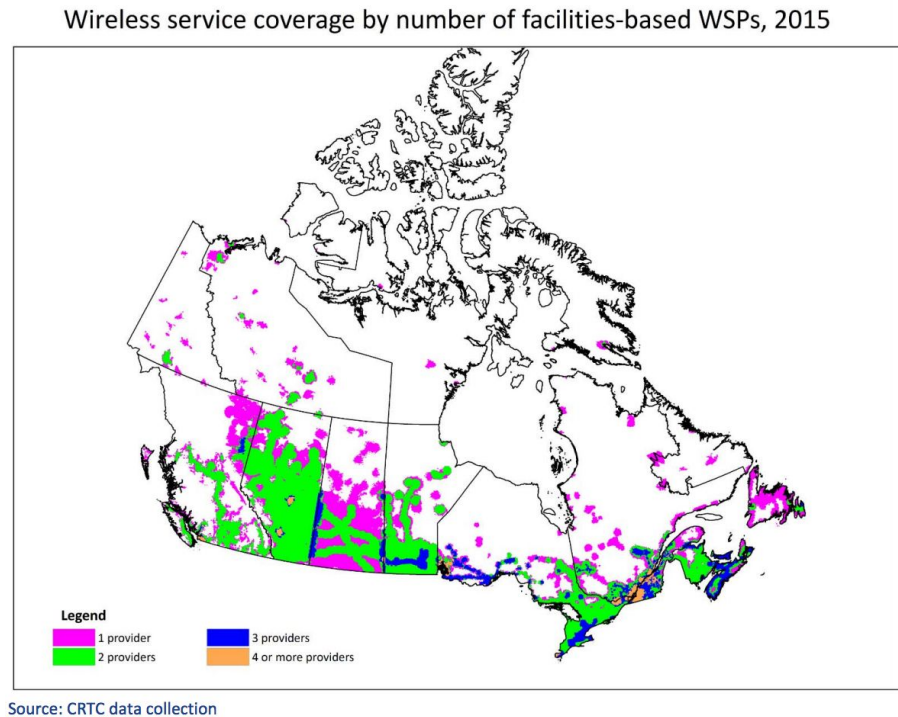 Wireless service coverage by number of facilities-based WSPs, 2015
Legend
1 provider
3 providers
2 providers
4 or more providers
Source: CRTC data collection